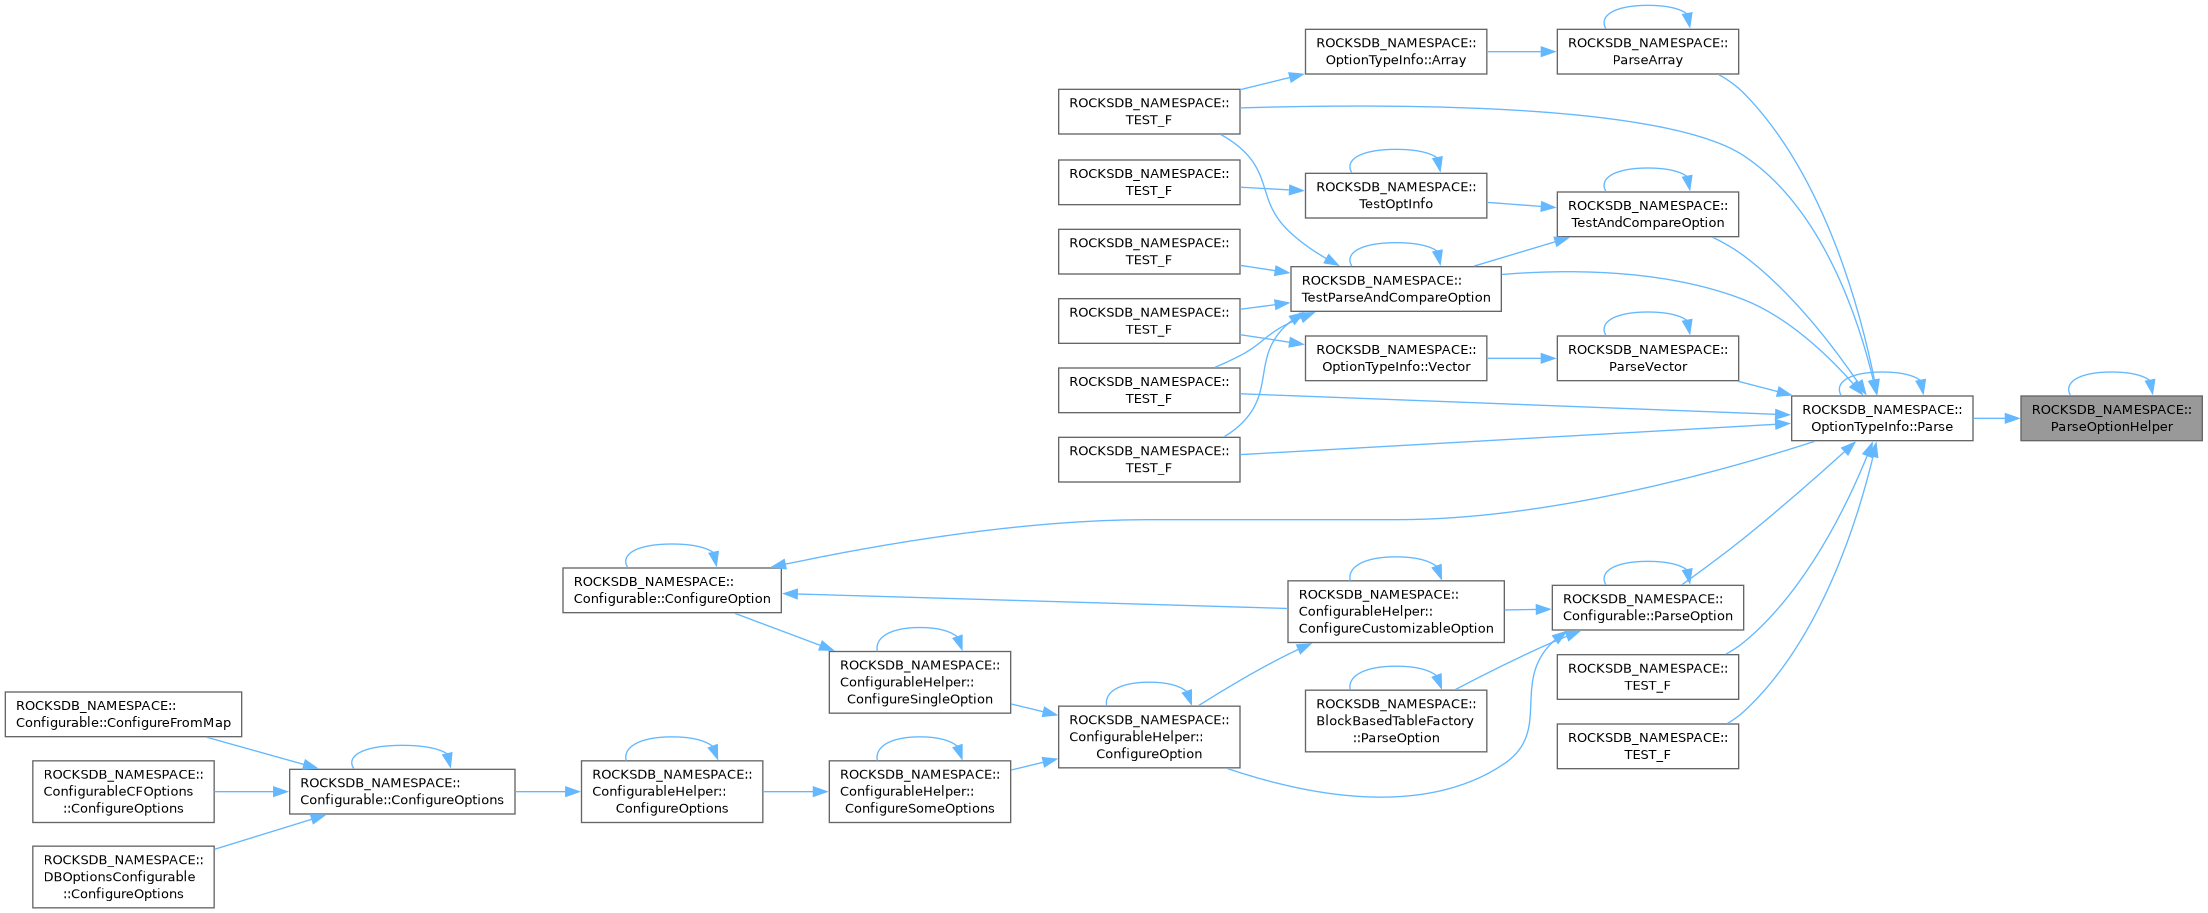 ROCKSDB_NAMESPACE::
ParseArray
ROCKSDB_NAMESPACE::
OptionTypeInfo::Array
ROCKSDB_NAMESPACE::
TEST_F
ROCKSDB_NAMESPACE::
TEST_F
ROCKSDB_NAMESPACE::
TestOptInfo
ROCKSDB_NAMESPACE::
TestAndCompareOption
ROCKSDB_NAMESPACE::
TEST_F
ROCKSDB_NAMESPACE::
TestParseAndCompareOption
ROCKSDB_NAMESPACE::
TEST_F
ROCKSDB_NAMESPACE::
OptionTypeInfo::Vector
ROCKSDB_NAMESPACE::
ParseVector
ROCKSDB_NAMESPACE::
TEST_F
ROCKSDB_NAMESPACE::
OptionTypeInfo::Parse
ROCKSDB_NAMESPACE::
ParseOptionHelper
ROCKSDB_NAMESPACE::
TEST_F
ROCKSDB_NAMESPACE::
Configurable::ConfigureOption
ROCKSDB_NAMESPACE::
ConfigurableHelper::
ConfigureCustomizableOption
ROCKSDB_NAMESPACE::
Configurable::ParseOption
ROCKSDB_NAMESPACE::
ConfigurableHelper::
ConfigureSingleOption
ROCKSDB_NAMESPACE::
TEST_F
ROCKSDB_NAMESPACE::
BlockBasedTableFactory
::ParseOption
ROCKSDB_NAMESPACE::
Configurable::ConfigureFromMap
ROCKSDB_NAMESPACE::
ConfigurableHelper::
ConfigureOption
ROCKSDB_NAMESPACE::
TEST_F
ROCKSDB_NAMESPACE::
ConfigurableCFOptions
::ConfigureOptions
ROCKSDB_NAMESPACE::
Configurable::ConfigureOptions
ROCKSDB_NAMESPACE::
ConfigurableHelper::
ConfigureOptions
ROCKSDB_NAMESPACE::
ConfigurableHelper::
ConfigureSomeOptions
ROCKSDB_NAMESPACE::
DBOptionsConfigurable
::ConfigureOptions